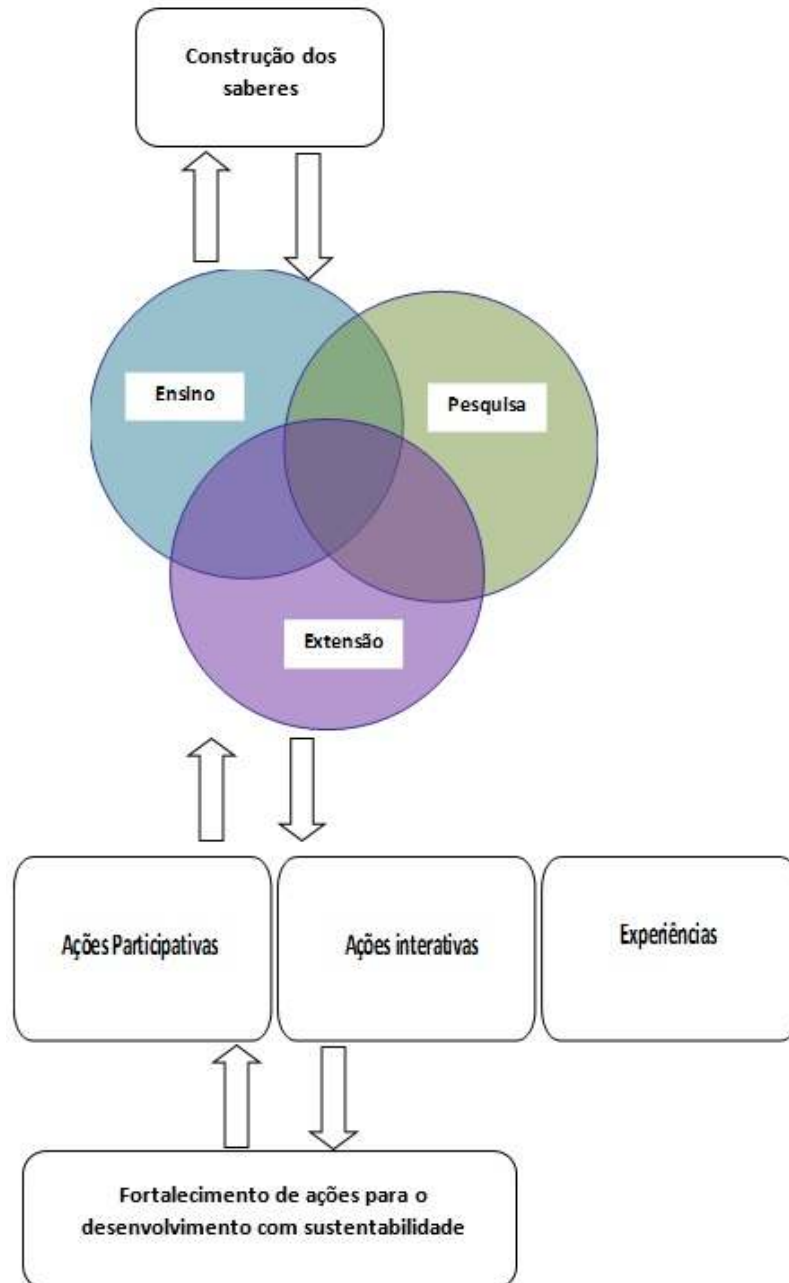 Construção dos
saberes
Ensino
Pesquisa
Extensão
Ações Participativas
Ações interativas
Experiências
Fortalecimento de ações para o
desenvolvimento com sustentabilidade